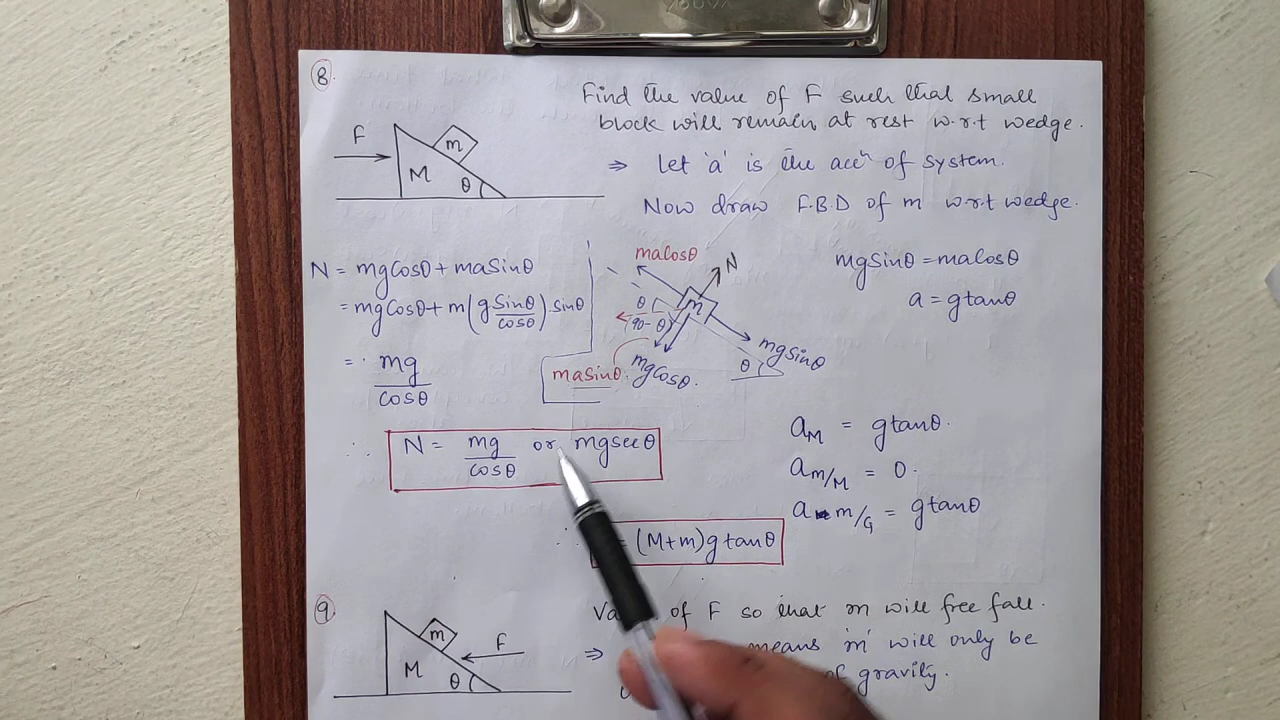 8.
Find the value of F such that small
block will remain at rest w.r.t wedge.
F
m
M
θ
⇒ Let 'a' is the accⁿ of system.
Now draw F.B.D of m w.r.t wedge.
N = mgCosθ + maSinθ
= mgCosθ + m(g Sinθ/cosθ).sinθ
= mg/cosθ
macosθ
N
θ
m
(90-θ)
masinθ.
mgcosθ.
mgsinθ
θ
mgSinθ = maCosθ
a = gtanθ
∴ N = mg/cosθ or mgsecθ
aM = gtanθ.
am/M = 0.
a m/G = gtanθ
∴ = (M+m)gtanθ
9
m
F
M
θ
of F so that m will free fall.
⇒ means 'm' will only be
of gravity.